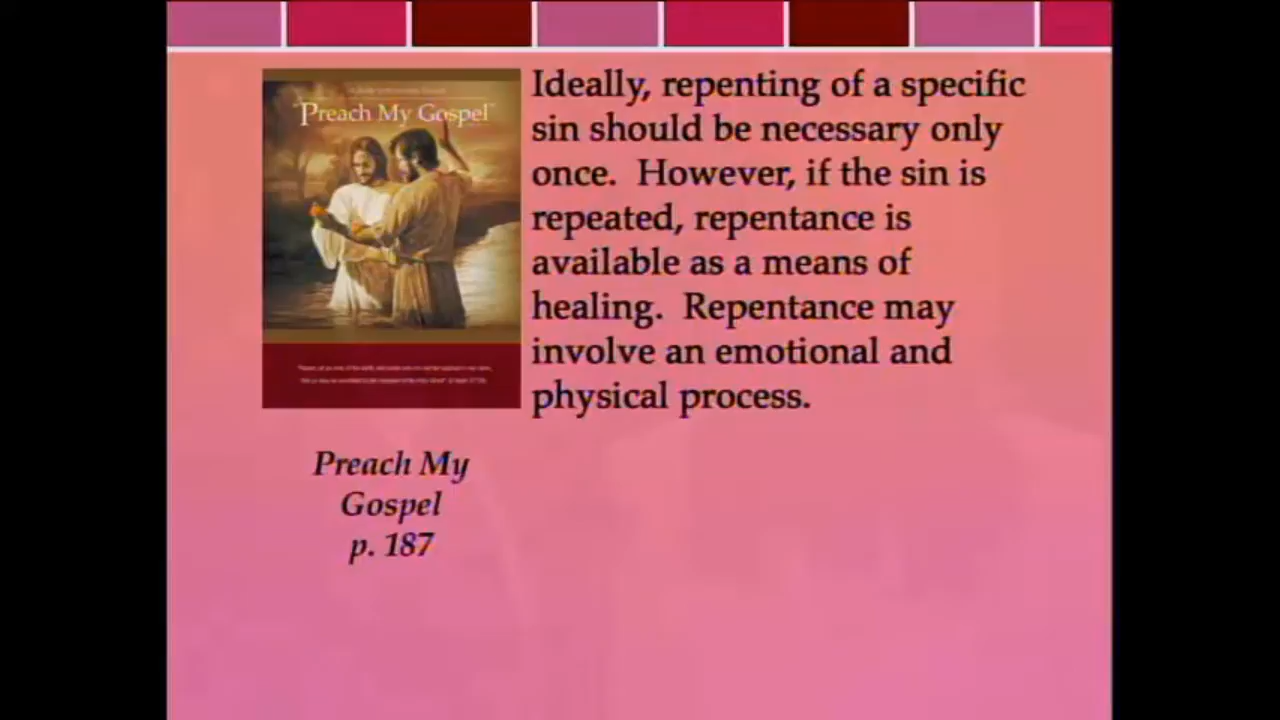 "Preach My Gospel"
Ideally, repenting of a specific
sin should be necessary only
once.  However, if the sin is
repeated, repentance is
available as a means of
healing.  Repentance may
involve an emotional and
physical process.
Preach My
Gospel
p. 187